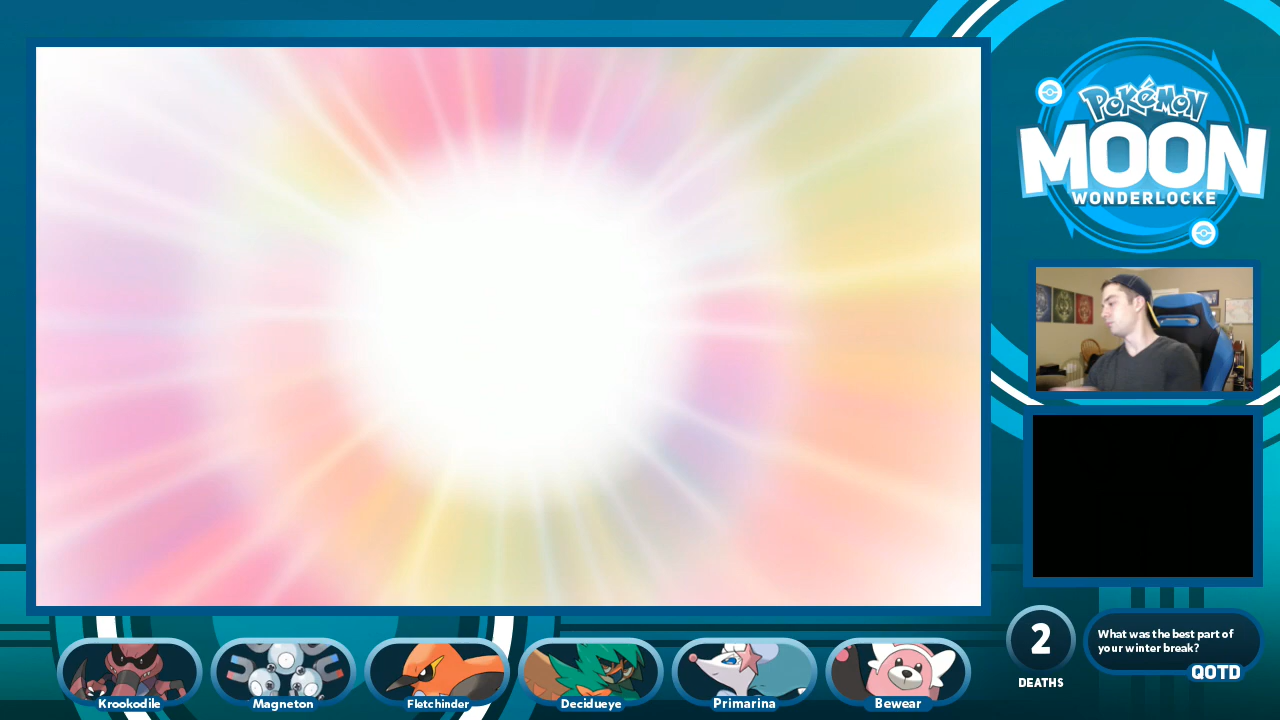 POKéMON
MOON
WONDERLOCKE
2
DEATHS
What was the best part of
your winter break?
QOTD
Krookodile
Magneton
Fletchinder
Decidueye
Primarina
Bewear